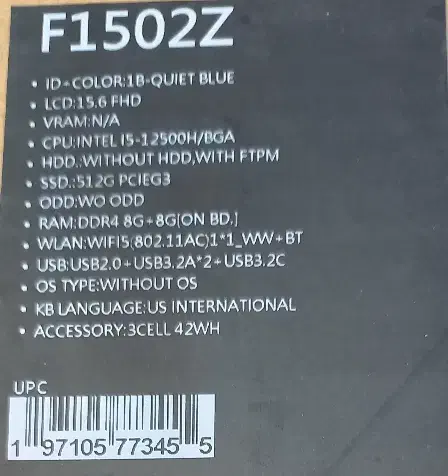 F1502Z
• ID-COLOR:1B-QUIET BLUE
• LCD:15.6 FHD
• VRAM:N/A
• CPU:INTEL I5-12500H/BGA
• HDD.:WITHOUT HDD,WITH FTPM
• SSD.:512G PCIEG3
• ODD:WO ODD
• RAM:DDR4 8G+8G[ON BD.]
• WLAN:WIFI5(802.11AC)1*1_WW+BT
• USB:USB2.0+USB3.2A*2+USB3.2C
• OS TYPE:WITHOUT OS
• KB LANGUAGE:US INTERNATIONAL
• ACCESSORY:3CELL 42WH
UPC
1 97105 77345 5